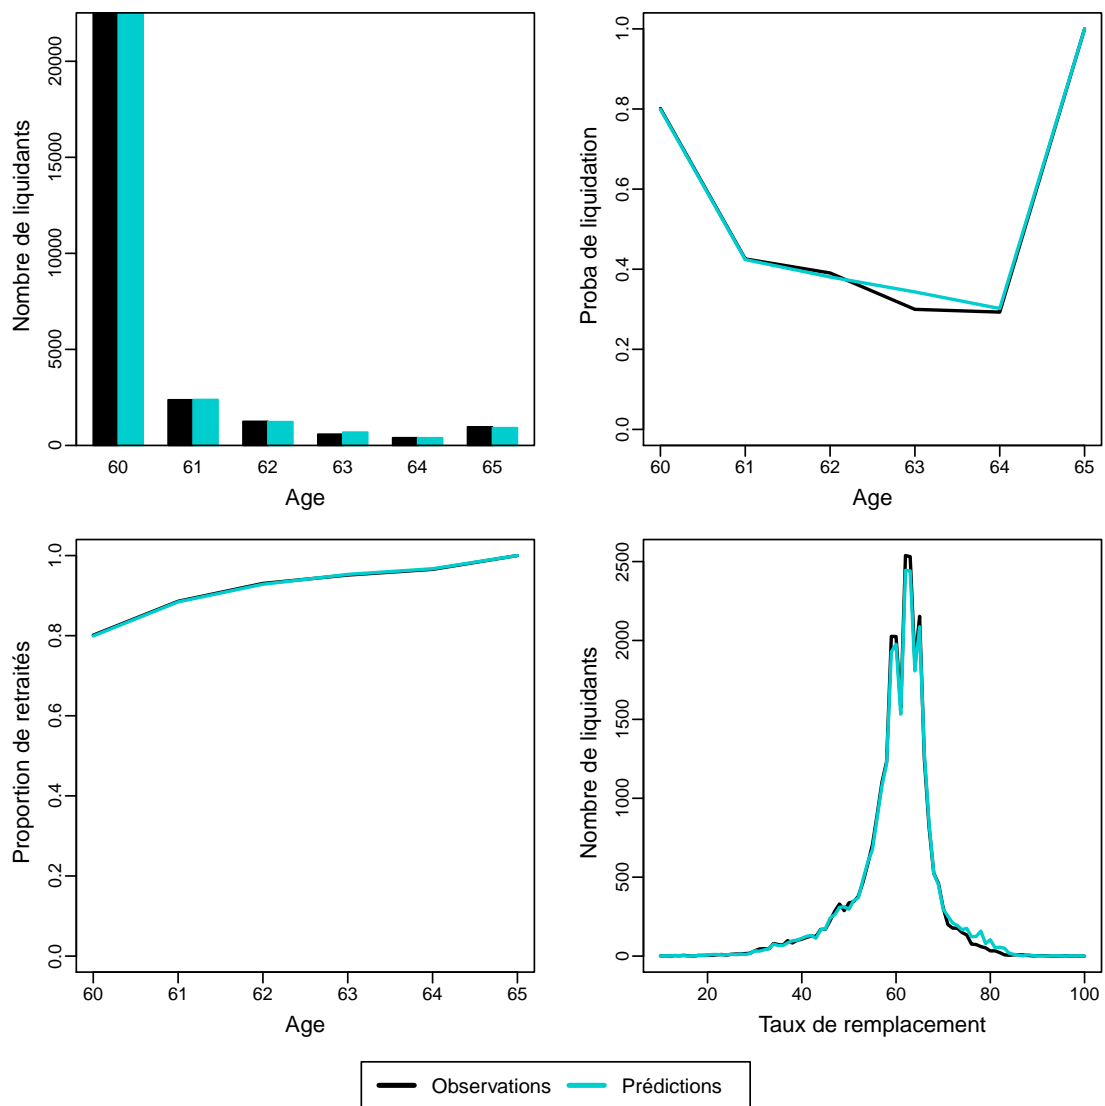 Nombre de liquidants
0
5000
10000
15000
20000
60 61 62 63 64 65
Age
Proba de liquidation
0.0
0.2
0.4
0.6
0.8
1.0
60 61 62 63 64 65
Age
Proportion de retraités
0.0
0.2
0.4
0.6
0.8
1.0
60 61 62 63 64 65
Age
Nombre de liquidants
0
500
1000
1500
2000
2500
20 40 60 80 100
Taux de remplacement
Observations Prédictions